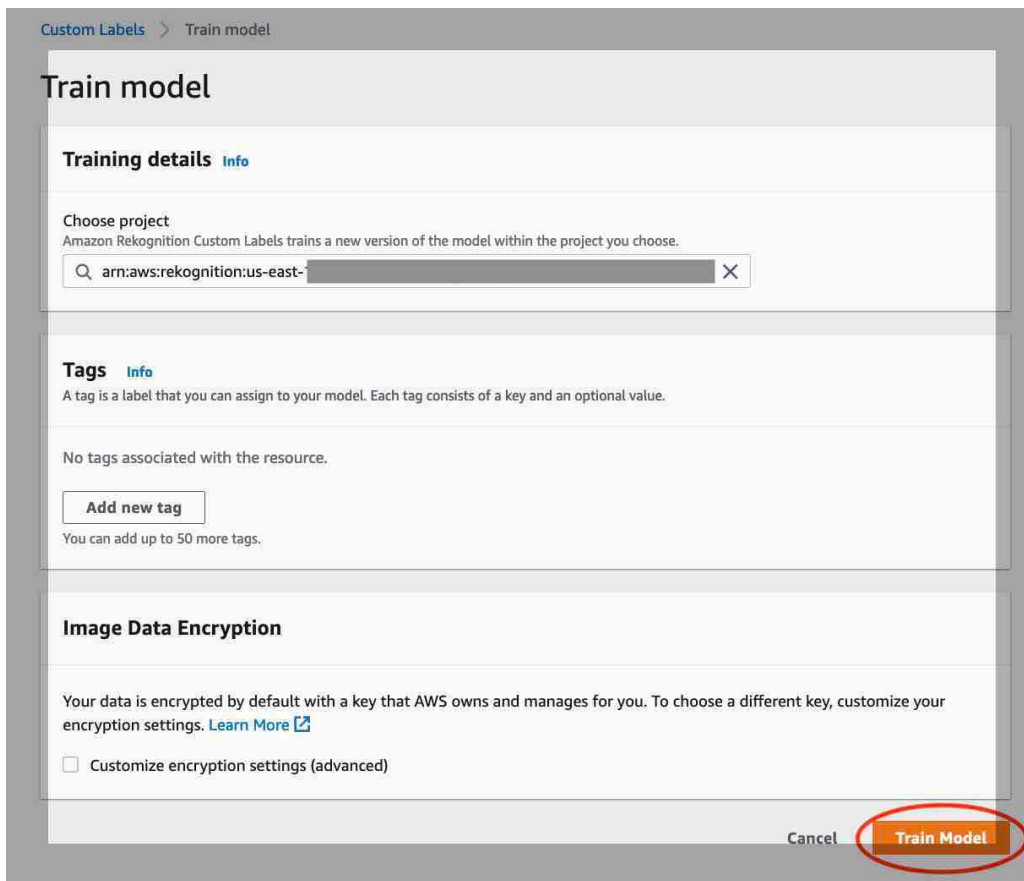 Custom Labels > Train model
Train model
Training details Info
Choose project
Amazon Rekognition Custom Labels trains a new version of the model within the project you choose.
arn:aws:rekognition:us-east-
Tags Info
A tag is a label that you can assign to your model. Each tag consists of a key and an optional value.
No tags associated with the resource.
Add new tag
You can add up to 50 more tags.
Image Data Encryption
Your data is encrypted by default with a key that AWS owns and manages for you. To choose a different key, customize your
encryption settings. Learn More
Customize encryption settings (advanced)
Cancel Train Model